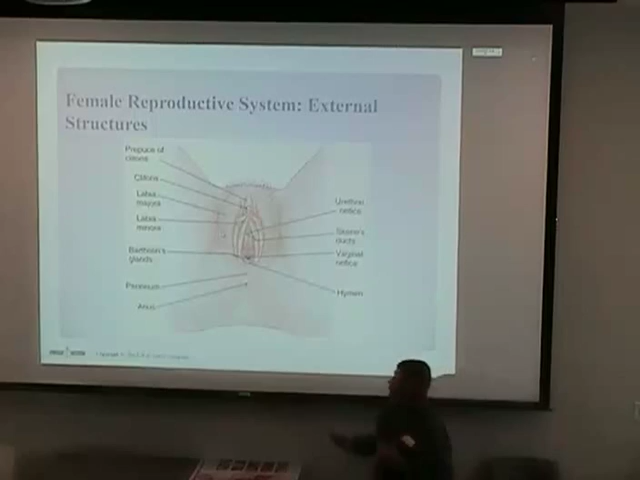 Female Reproductive System: External
Structures
Prepuce of
clitoris
Clitoris
Labia
majora
Labia
minora
Bartholin's
glands
Perineum
Anus
Urethral
orifice
Skene's
ducts
Vaginal
orifice
Hymen
Copyright ©